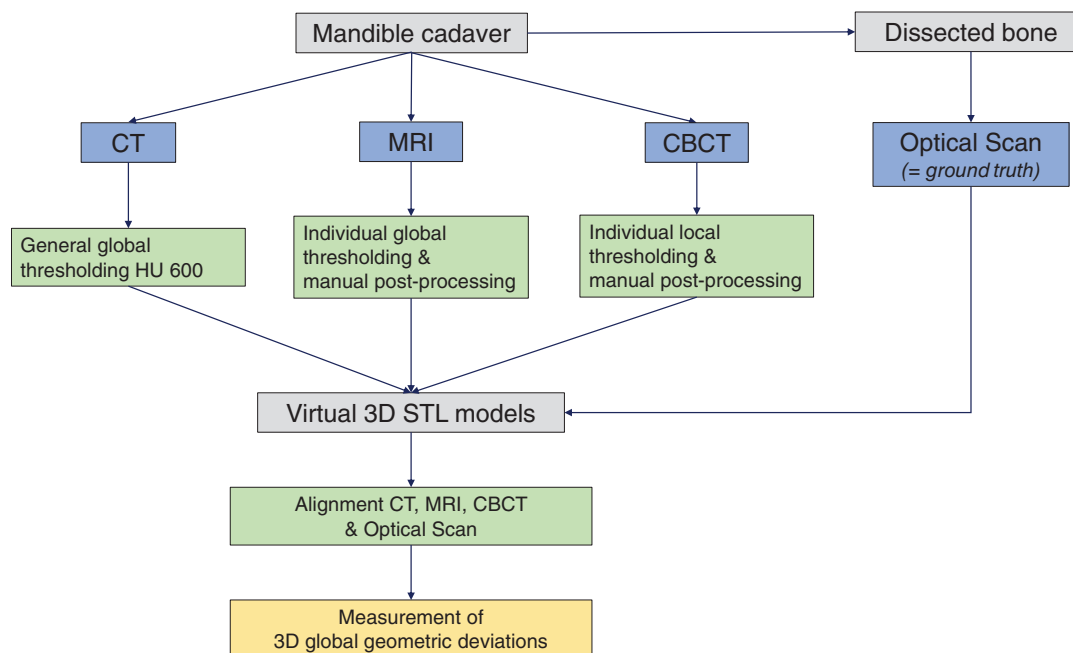 Mandible cadaver
Dissected bone
CT
MRI
CBCT
Optical Scan
(= ground truth)
General global
thresholding HU 600
Individual global
thresholding &
manual post-processing
Individual local
thresholding &
manual post-processing
Virtual 3D STL models
Alignment CT, MRI, CBCT
& Optical Scan
Measurement of
3D global geometric deviations